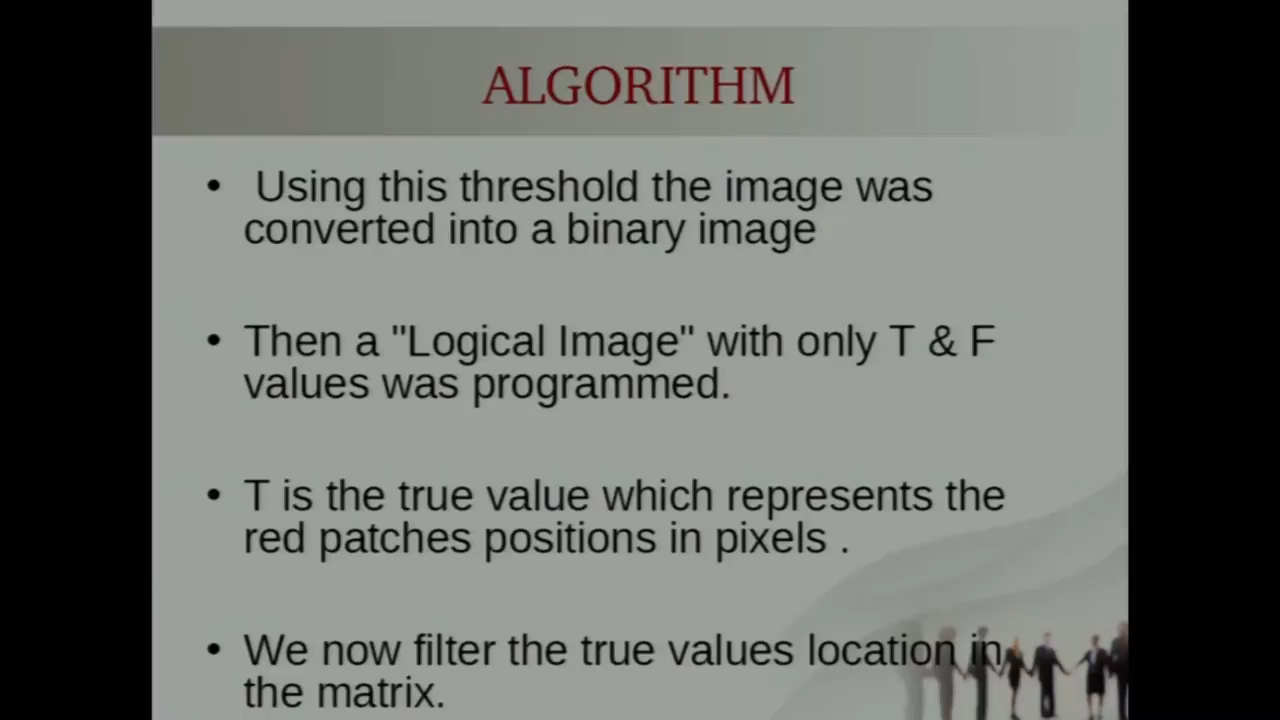 ALGORITHM
• Using this threshold the image was
converted into a binary image
• Then a "Logical Image" with only T & F
values was programmed.
• T is the true value which represents the
red patches positions in pixels .
• We now filter the true values location in
the matrix.